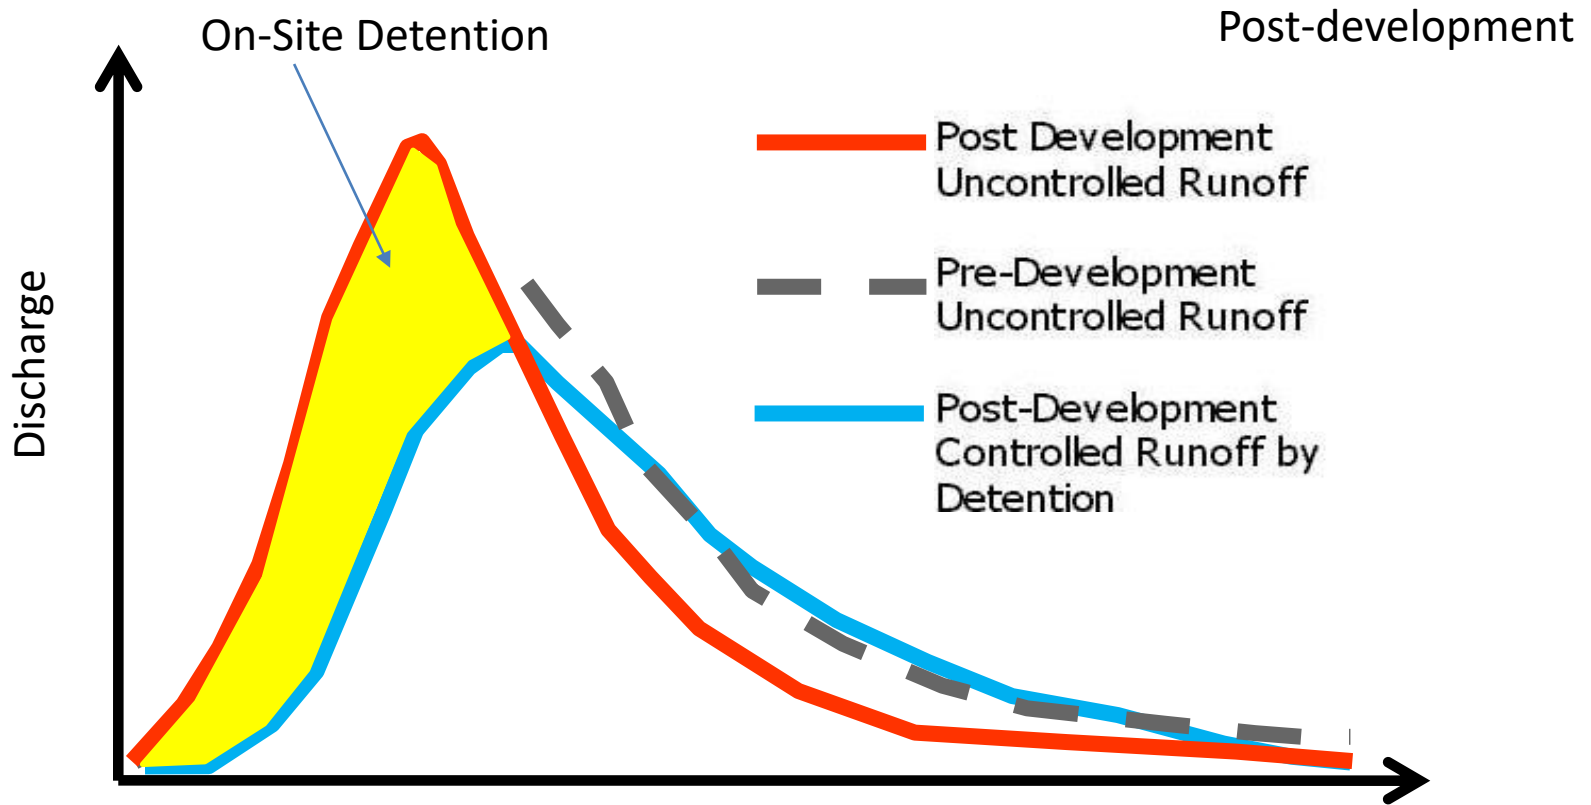 On-Site Detention
Post-development
Post Development
Uncontrolled Runoff
Pre-Development
Uncontrolled Runoff
Post-Development
Controlled Runoff by
Detention
Discharge